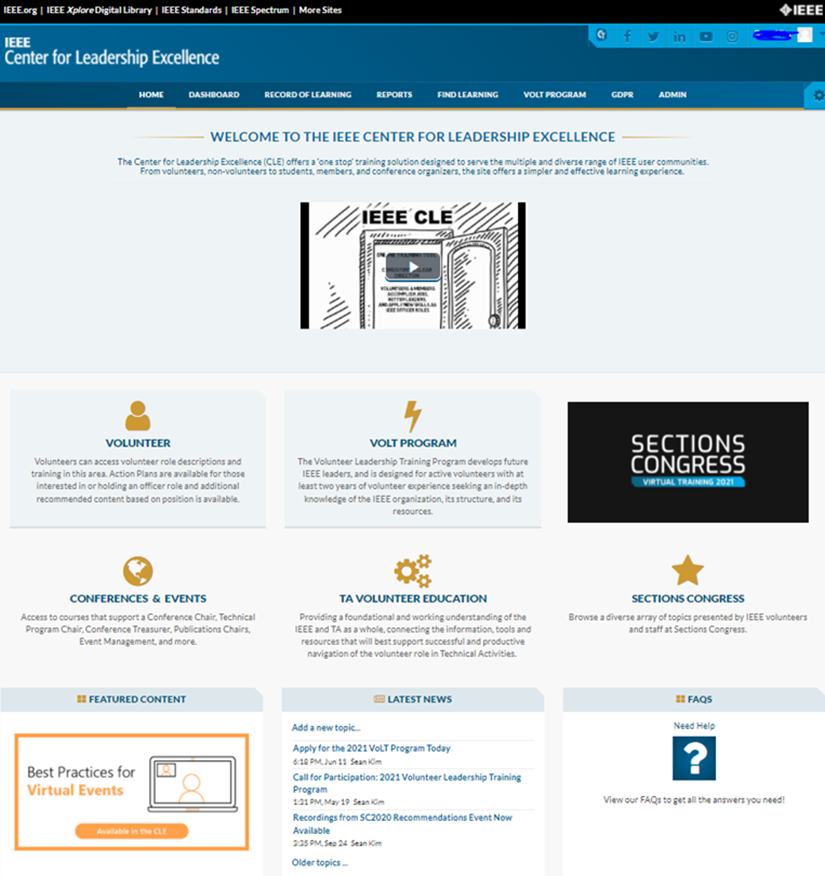 IEEE.org | IEEE Xplore Digital Library | IEEE Standards | IEEE Spectrum | More Sites
IEEE
IEEE
Center for Leadership Excellence
HOME DASHBOARD RECORD OF LEARNING REPORTS FIND LEARNING VOLT PROGRAM GDPR ADMIN
WELCOME TO THE IEEE CENTER FOR LEADERSHIP EXCELLENCE
The Center for Leadership Excellence (CLE) offers a 'one stop' training solution designed to serve the multiple and diverse range of IEEE user communities.
From volunteers, non-volunteers to students, members, and conference organizers, the site offers a simpler and effective learning experience.
IEEE CLE
VOLUNTEERS & MEMBERS
ACCOMPLISH JOBS,
BETTER LEADERS,
AND APPLY NEW SKILLS AS
IEEE OFFICER ROLES
VOLUNTEER
Volunteers can access volunteer role descriptions and
training in this area. Action Plans are available for those
interested in or holding an officer role and additional
recommended content based on position is available.
VOLT PROGRAM
The Volunteer Leadership Training Program develops future
IEEE leaders, and is designed for active volunteers with at
least two years of volunteer experience seeking an in-depth
knowledge of the IEEE organization, its structure, and its
resources.
SECTIONS
CONGRESS
VIRTUAL TRAINING 2021
CONFERENCES & EVENTS
Access to courses that support a Conference Chair, Technical
Program Chair, Conference Treasurer, Publications Chairs,
Event Management, and more.
TA VOLUNTEER EDUCATION
Providing a foundational and working understanding of the
IEEE and TA as a whole, connecting the information, tools and
resources that will best support successful and productive
navigation of the volunteer role in Technical Activities.
SECTIONS CONGRESS
Browse a diverse array of topics presented by IEEE volunteers
and staff at Sections Congress.
FEATURED CONTENT
Best Practices for
Virtual Events
Available in the CLE
LATEST NEWS
Add a new topic...
Apply for the 2021 VoLT Program Today
6:18 PM, Jun 11 Sean Kim
Call for Participation: 2021 Volunteer Leadership Training
Program
1:21 PM, May 19 Sean Kim
Recordings from SC2020 Recommendations Event Now
Available
3:35 PM, Sep 24 Sean Kim
Older topics ...
FAQS
Need Help
?
View our FAQs to get all the answers you need!